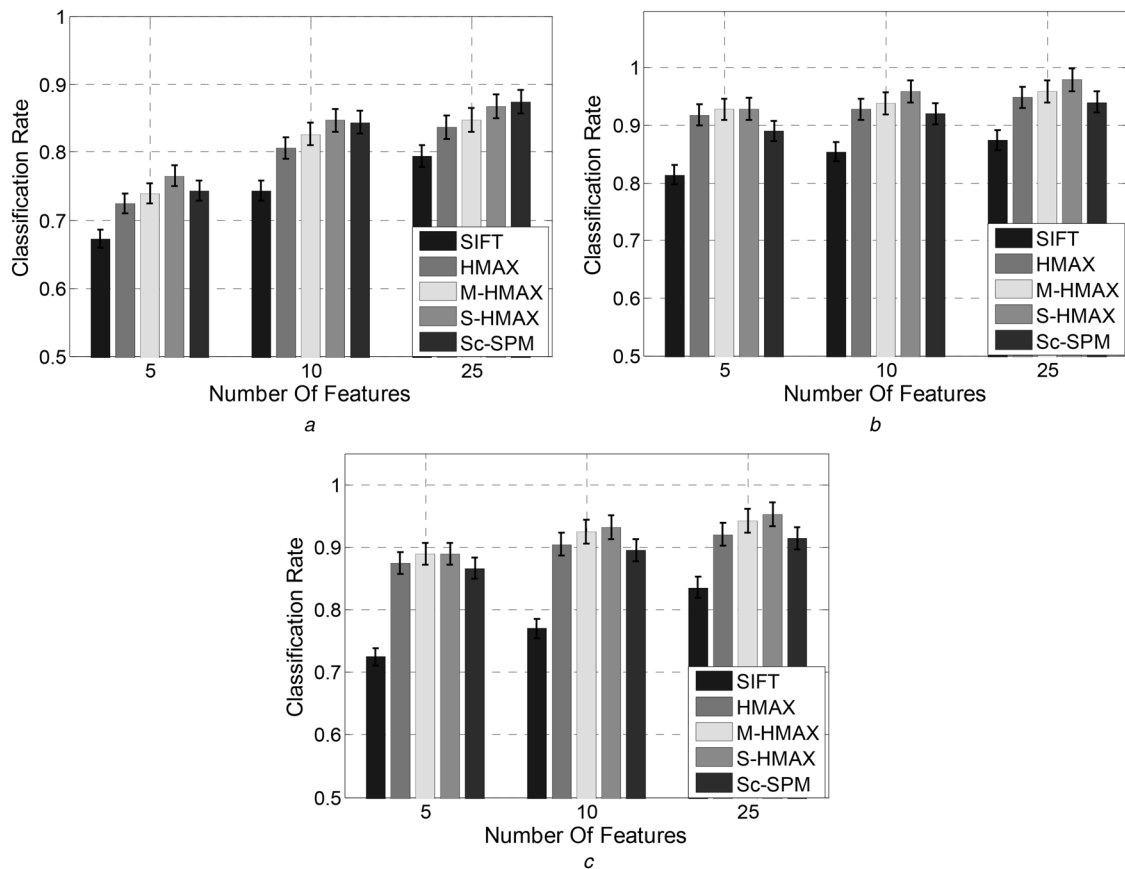 1
0.9
0.8
0.7
0.6
0.5
Classification Rate
5
10
25
Number Of Features
SIFT
HMAX
M-HMAX
S-HMAX
Sc-SPM
a
1
0.9
0.8
0.7
0.6
0.5
Classification Rate
5
10
25
Number Of Features
SIFT
HMAX
M-HMAX
S-HMAX
Sc-SPM
b
1
0.9
0.8
0.7
0.6
0.5
Classification Rate
5
10
25
Number Of Features
SIFT
HMAX
M-HMAX
S-HMAX
Sc-SPM
c